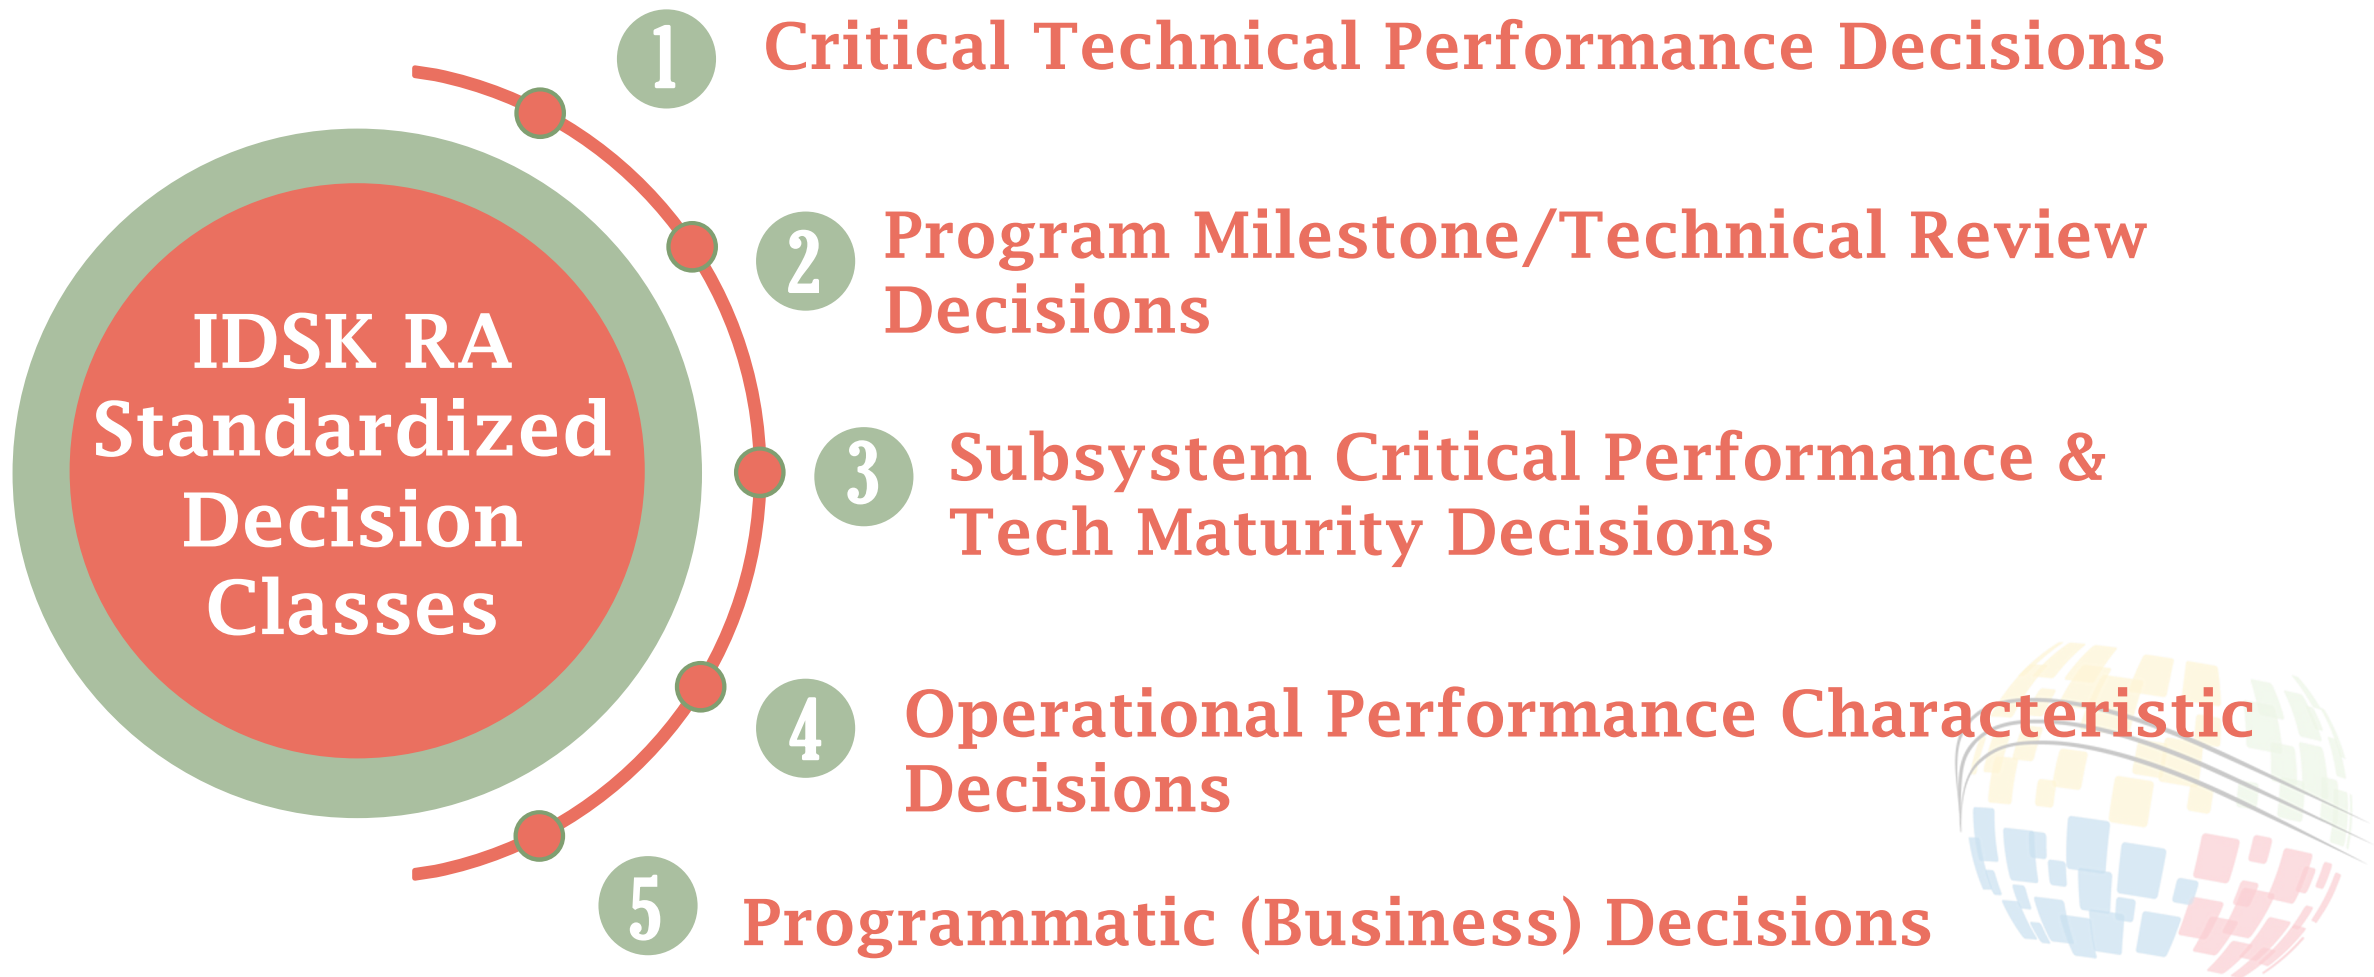 IDSK RA
Standardized
Decision
Classes
1
Critical Technical Performance Decisions
2
Program Milestone/Technical Review
Decisions
3
Subsystem Critical Performance &
Tech Maturity Decisions
4
Operational Performance Characteristic
Decisions
5
Programmatic (Business) Decisions